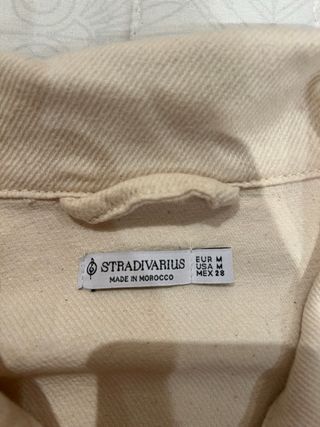 STRADIVARIUS
MADE IN MOROCCO
EUR M
USA M
MEX 28